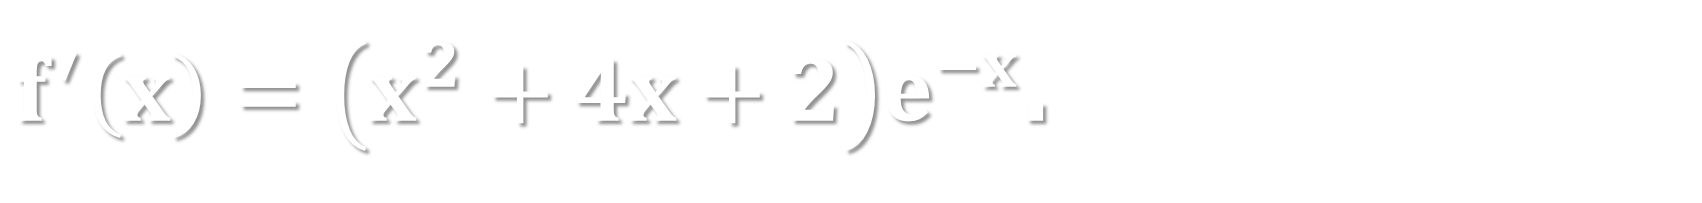 f′(x) = (x² + 4x + 2)e⁻ˣ.